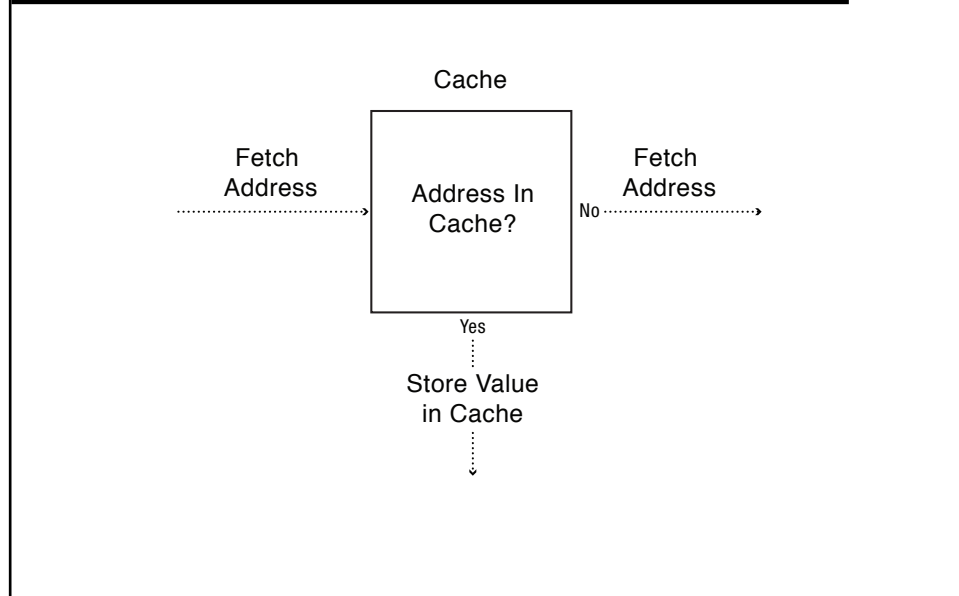 Cache
Fetch
Address
Address In
Cache?
No
Fetch
Address
Yes
Store Value
in Cache